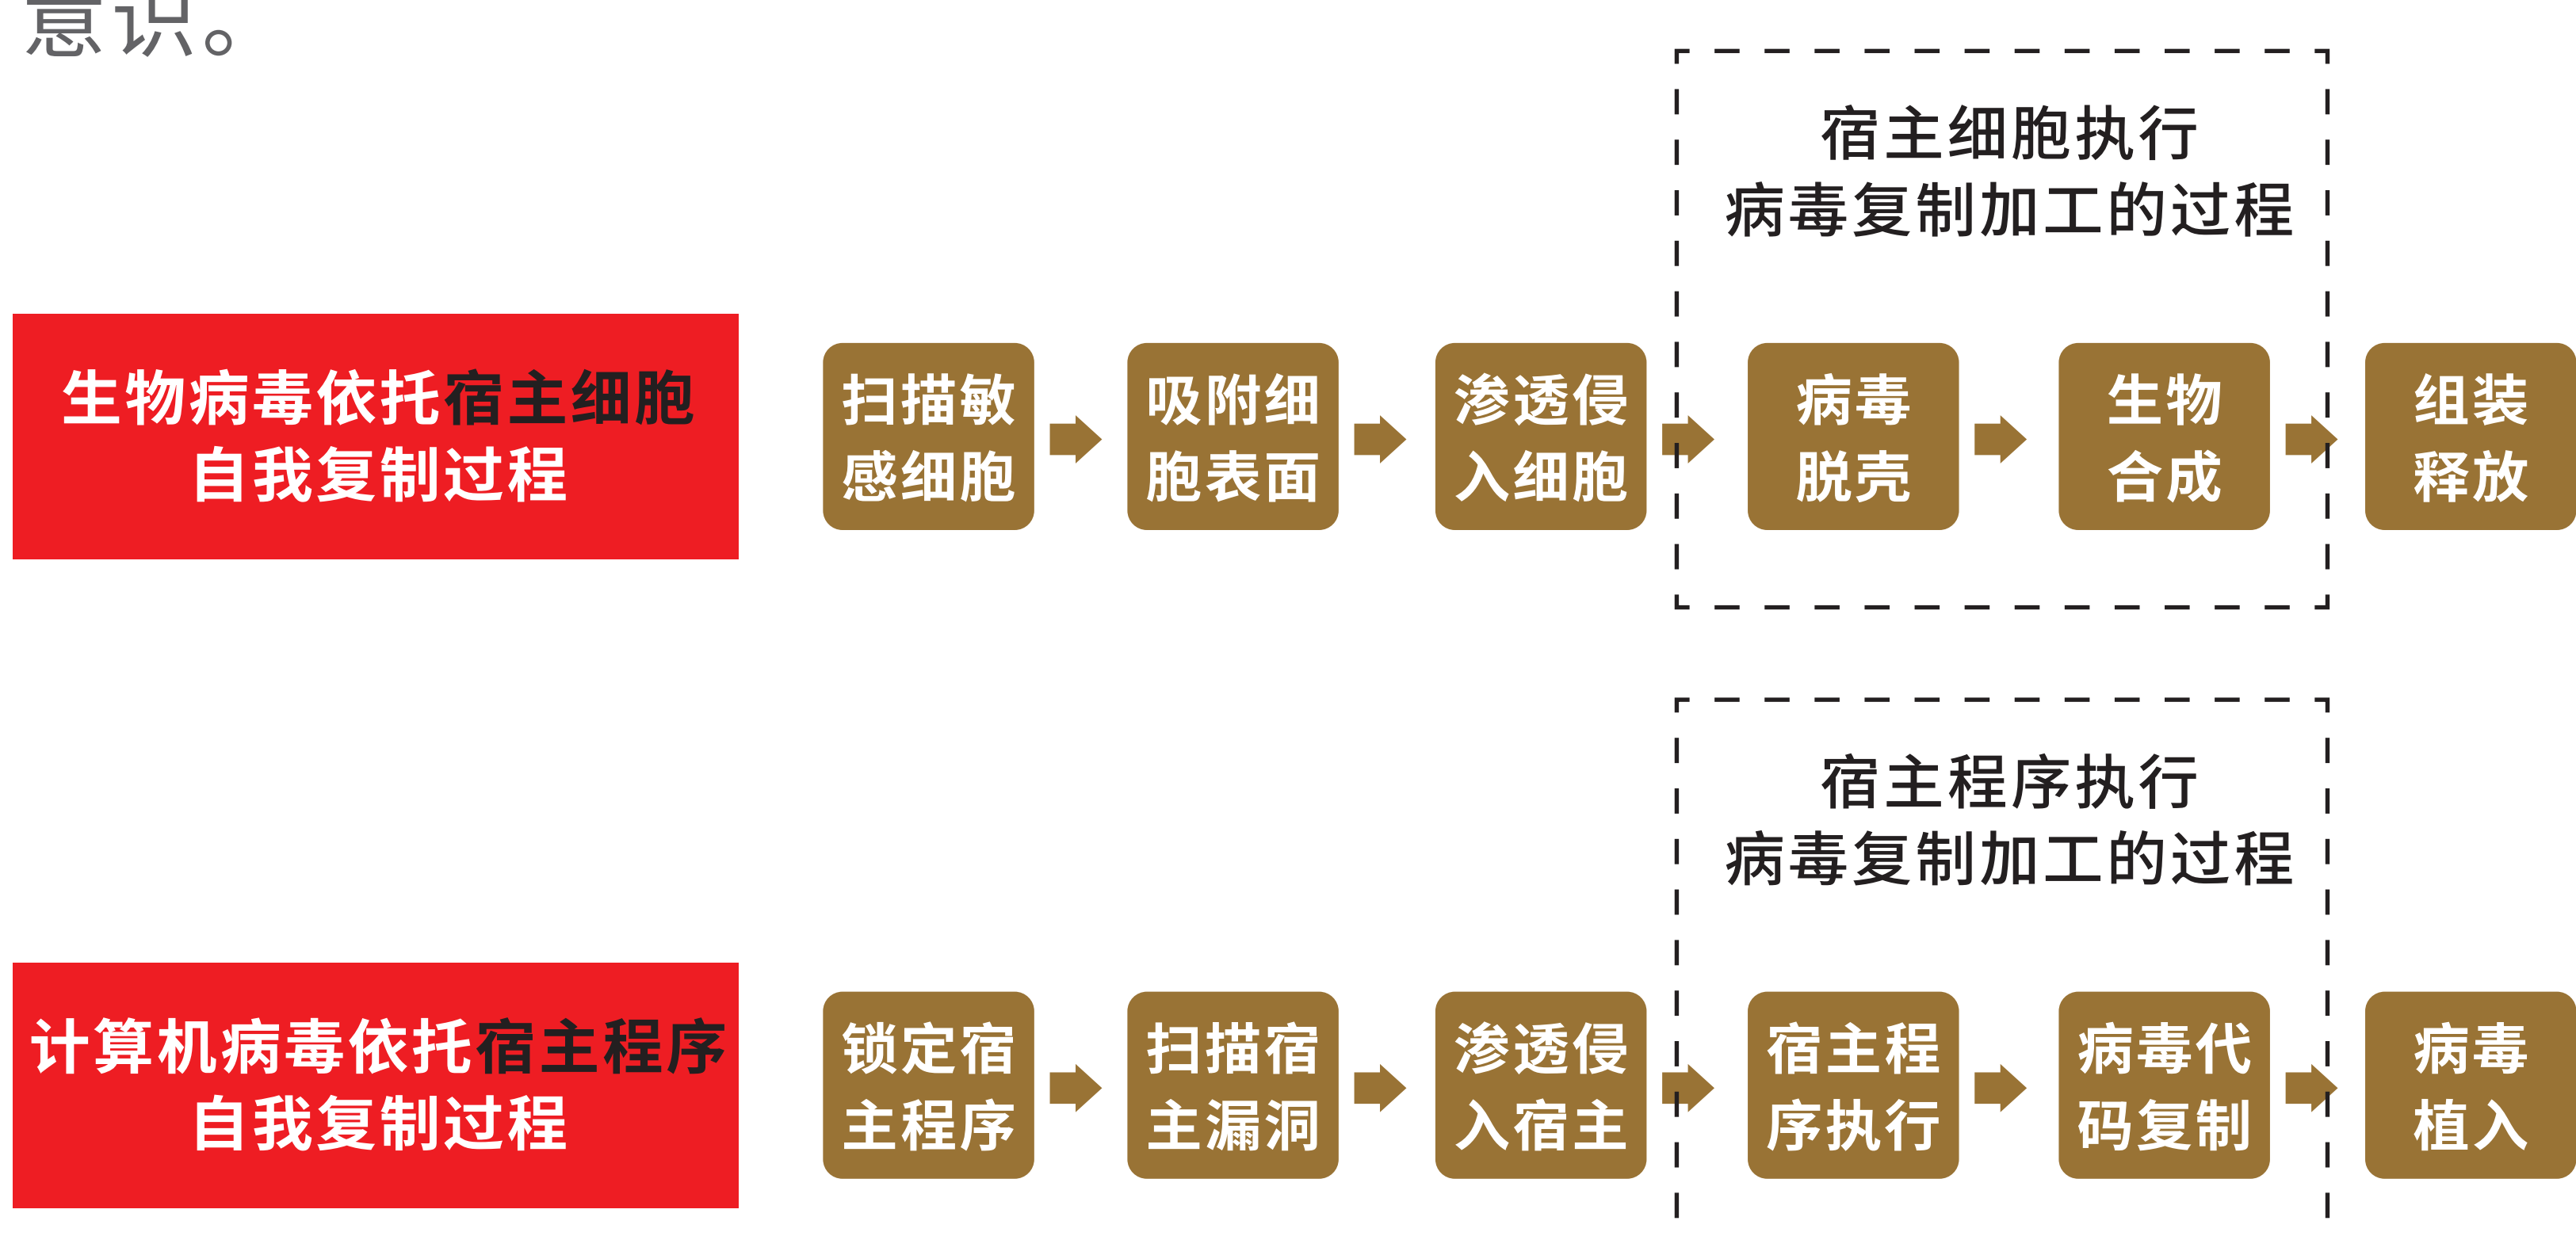 意识。
宿主细胞执行
病毒复制加工的过程
生物病毒依托宿主细胞
自我复制过程
扫描敏
感细胞
吸附细
胞表面
渗透侵
入细胞
病毒
脱壳
生物
合成
组装
释放
宿主程序执行
病毒复制加工的过程
计算机病毒依托宿主程序
自我复制过程
锁定宿
主程序
扫描宿
主漏洞
渗透侵
入宿主
宿主程
序执行
病毒代
码复制
病毒
植入